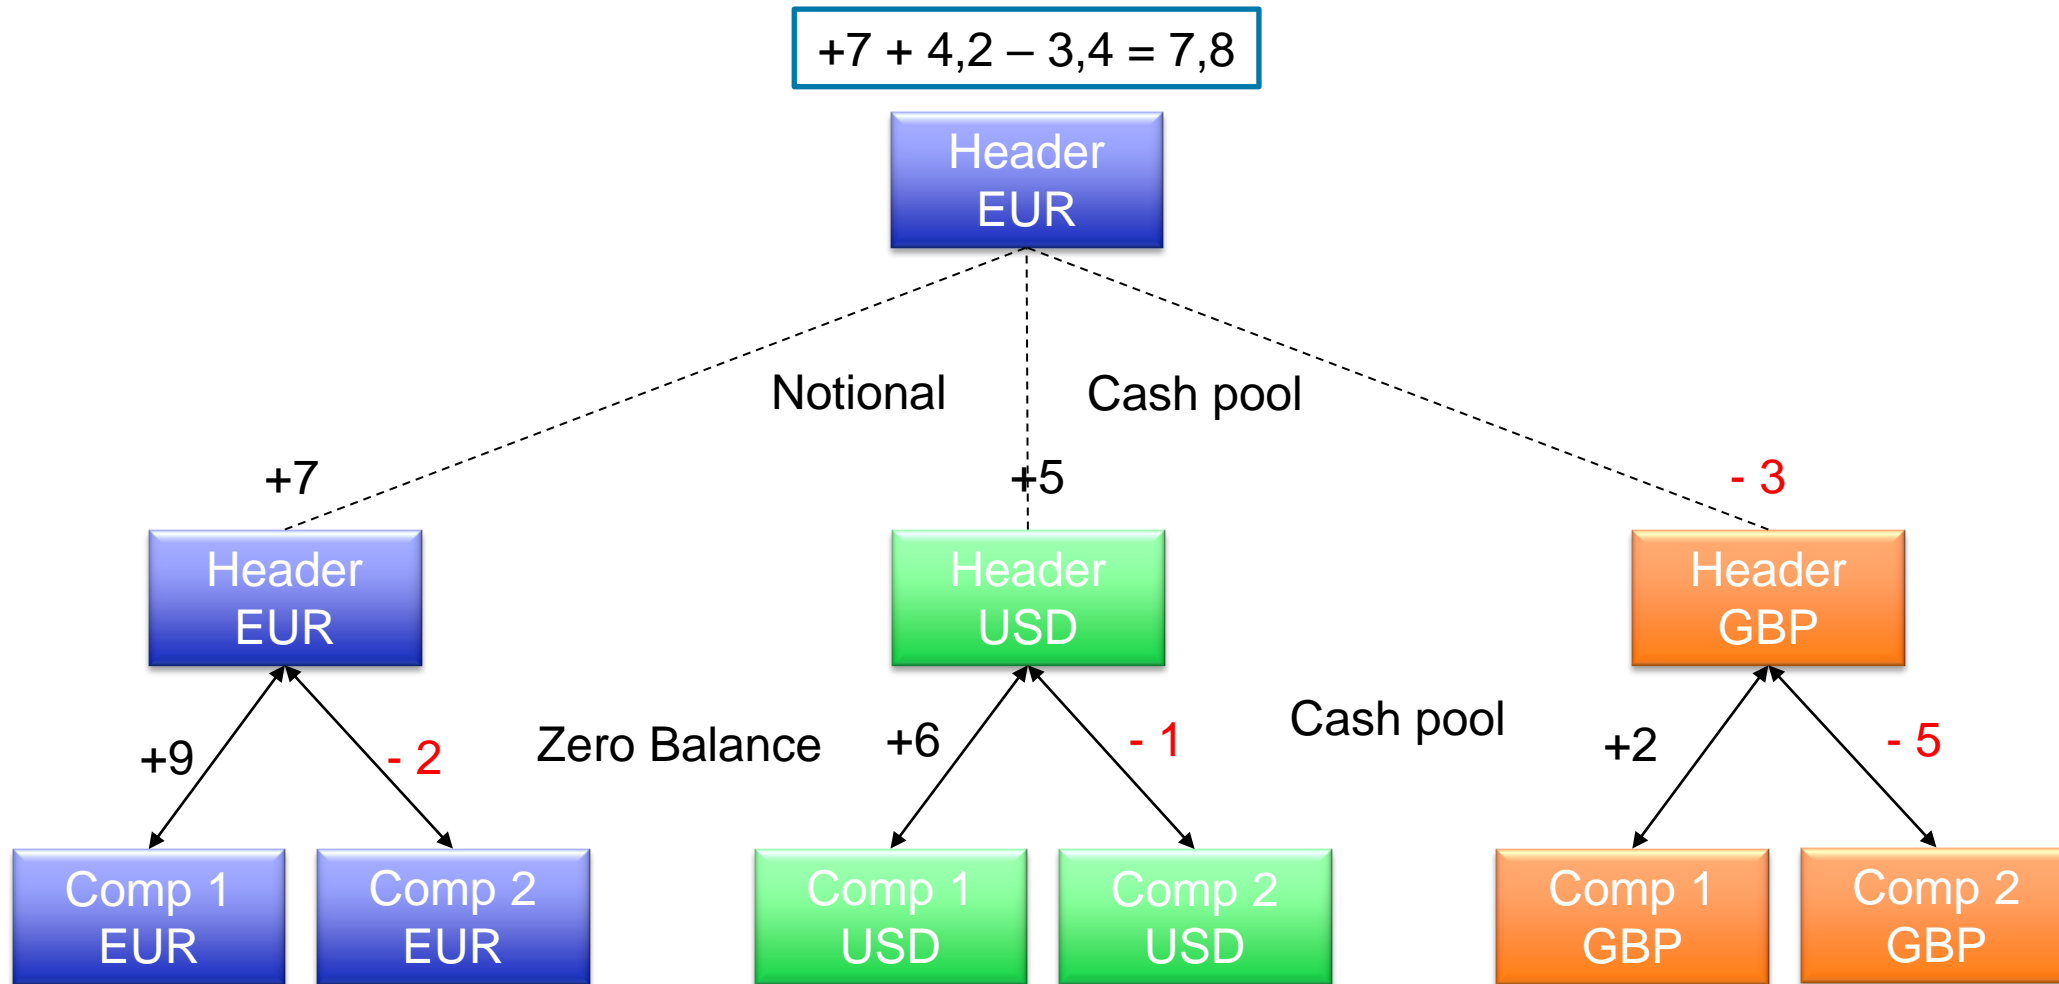 +7 + 4,2 – 3,4 = 7,8
Header
EUR
Notional
Cash pool
+7
+5
- 3
Header
EUR
Header
USD
Header
GBP
+9
- 2
Zero Balance
+6
- 1
Cash pool
+2
- 5
Comp 1
EUR
Comp 2
EUR
Comp 1
USD
Comp 2
USD
Comp 1
GBP
Comp 2
GBP